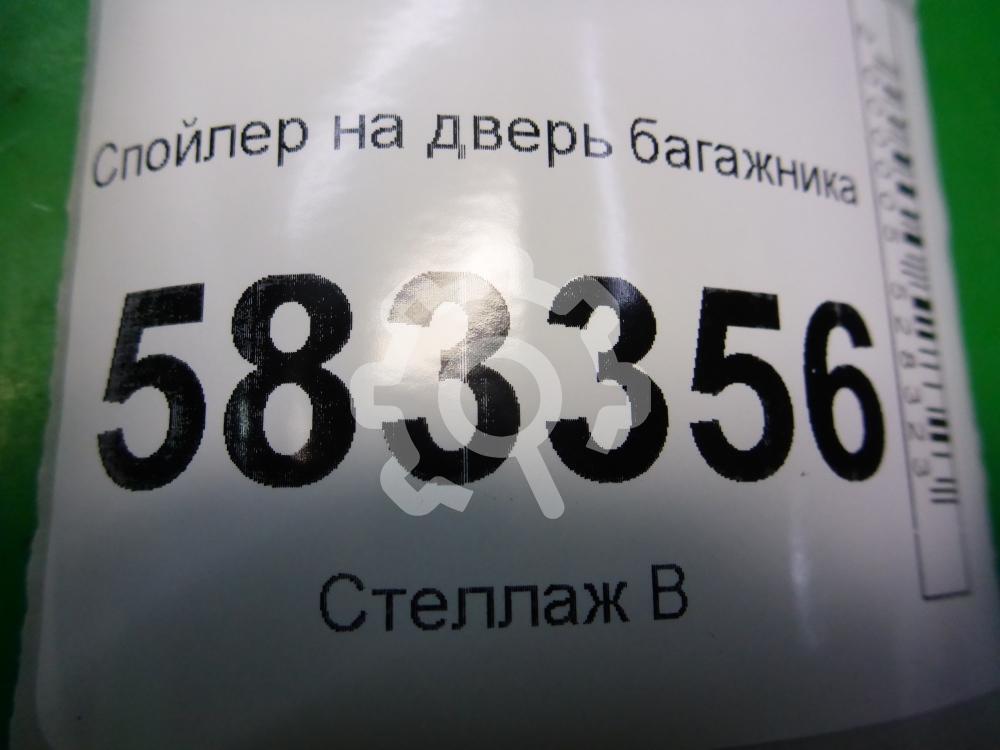 Спойлер на дверь багажника
583356
Стеллаж В